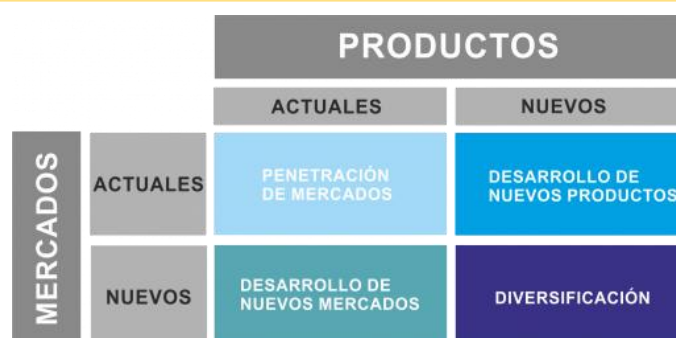 PRODUCTOS
ACTUALES
NUEVOS
MERCADOS
ACTUALES
PENETRACIÓN
DE MERCADOS
DESARROLLO DE
NUEVOS PRODUCTOS
NUEVOS
DESARROLLO DE
NUEVOS MERCADOS
DIVERSIFICACIÓN